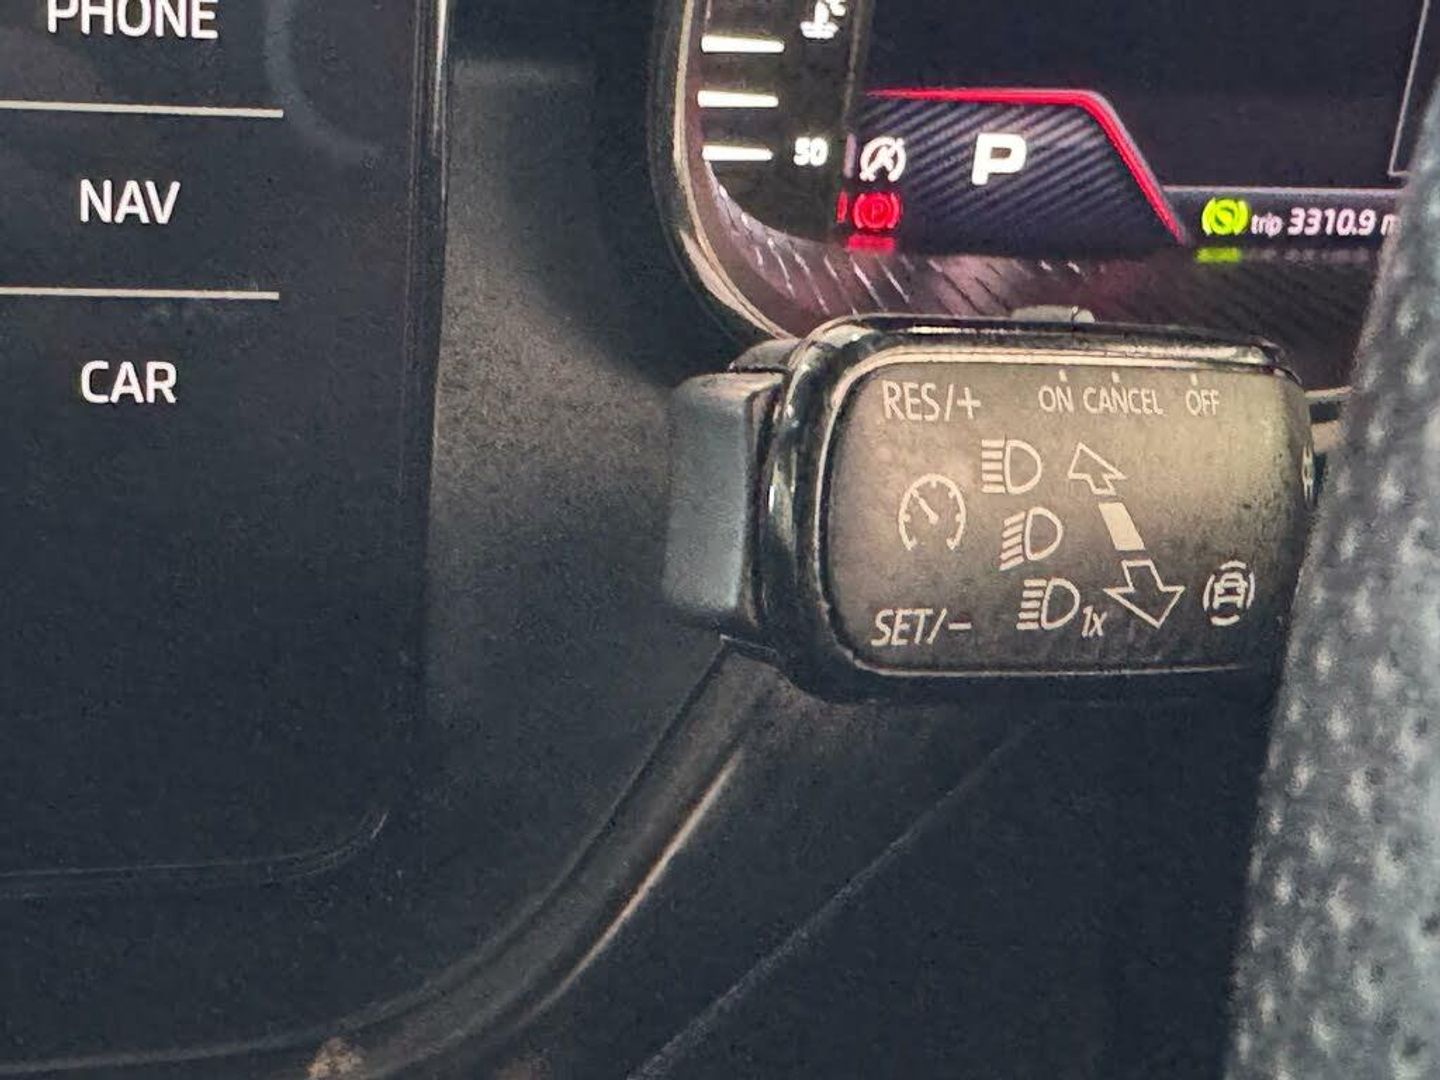 PHONE
NAV
CAR
50
P
trip 3310.9
RES/+
ON CANCEL OFF
1x
SET/−